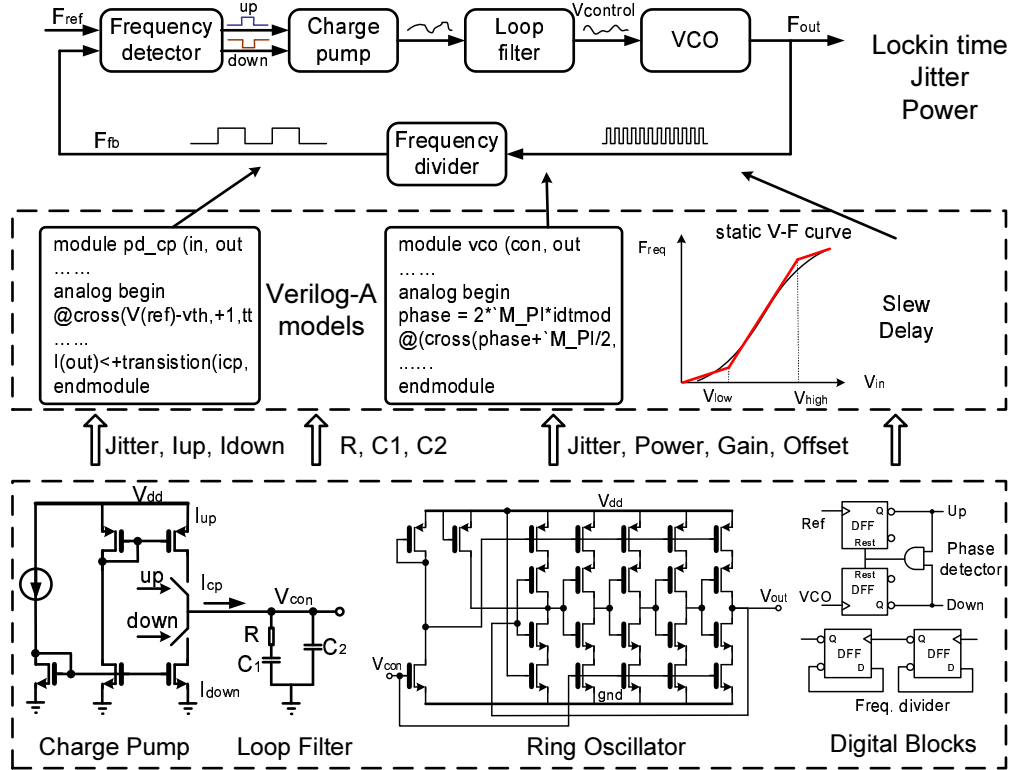 Fref
Frequency
detector
up
down
Charge
pump
Loop
filter
Vcontrol
VCO
Fout
Lockin time
Jitter
Power
Ffb
Frequency
divider
module pd_cp (in, out
... ...
analog begin
@cross(V(ref)-vth,+1,tt
... ...
I(out)<+transistion(icp,
endmodule
Verilog-A
models
module vco (con, out
... ...
analog begin
phase = 2*`M_PI*idtmod
@(cross(phase+`M_PI/2,
......
endmodule
static V-F curve
Freq
Vlow
Vhigh
Vin
Slew
Delay
Jitter, Iup, Idown
R, C1, C2
Jitter, Power, Gain, Offset
Vdd
Iup
up
Icp
down
Vcon
R
C1
C2
Idown
Charge Pump
Loop Filter
Vdd
Vout
Vcon
gnd
Ring Oscillator
Ref
Q
DFF
Rest
Up
Phase
detector
Rest
DFF
VCO
Q
Down
Q
DFF
D
Q
DFF
D
Freq. divider
Digital Blocks